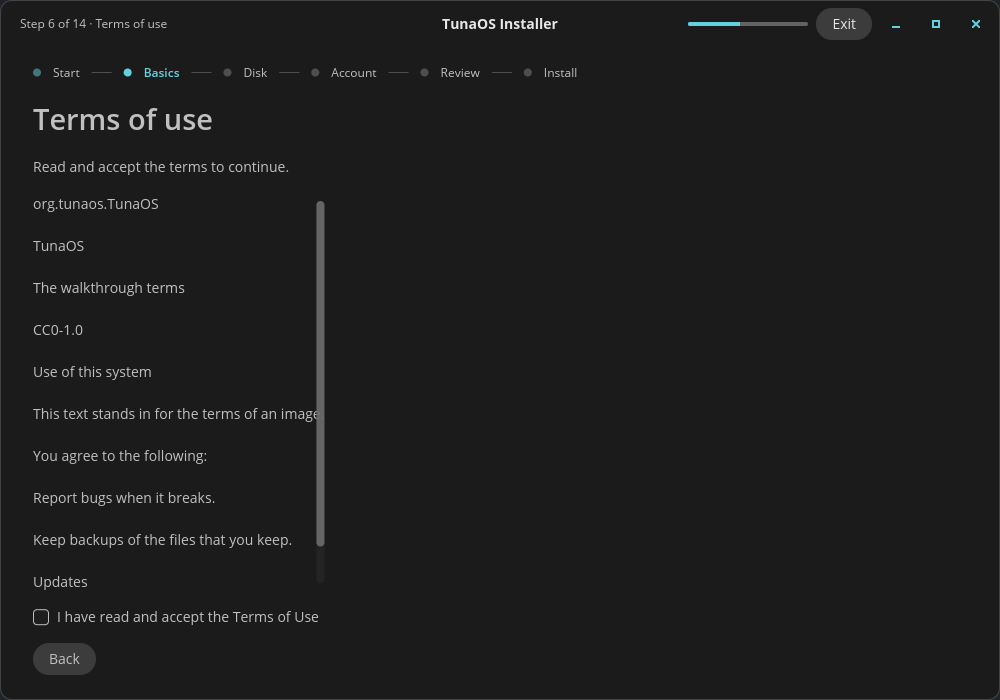 Step 6 of 14 · Terms of use
TunaOS Installer
Exit
Start
Basics
Disk
Account
Review
Install
Terms of use
Read and accept the terms to continue.
org.tunaos.TunaOS
TunaOS
The walkthrough terms
CC0-1.0
Use of this system
This text stands in for the terms of an image
You agree to the following:
Report bugs when it breaks.
Keep backups of the files that you keep.
Updates
I have read and accept the Terms of Use
Back